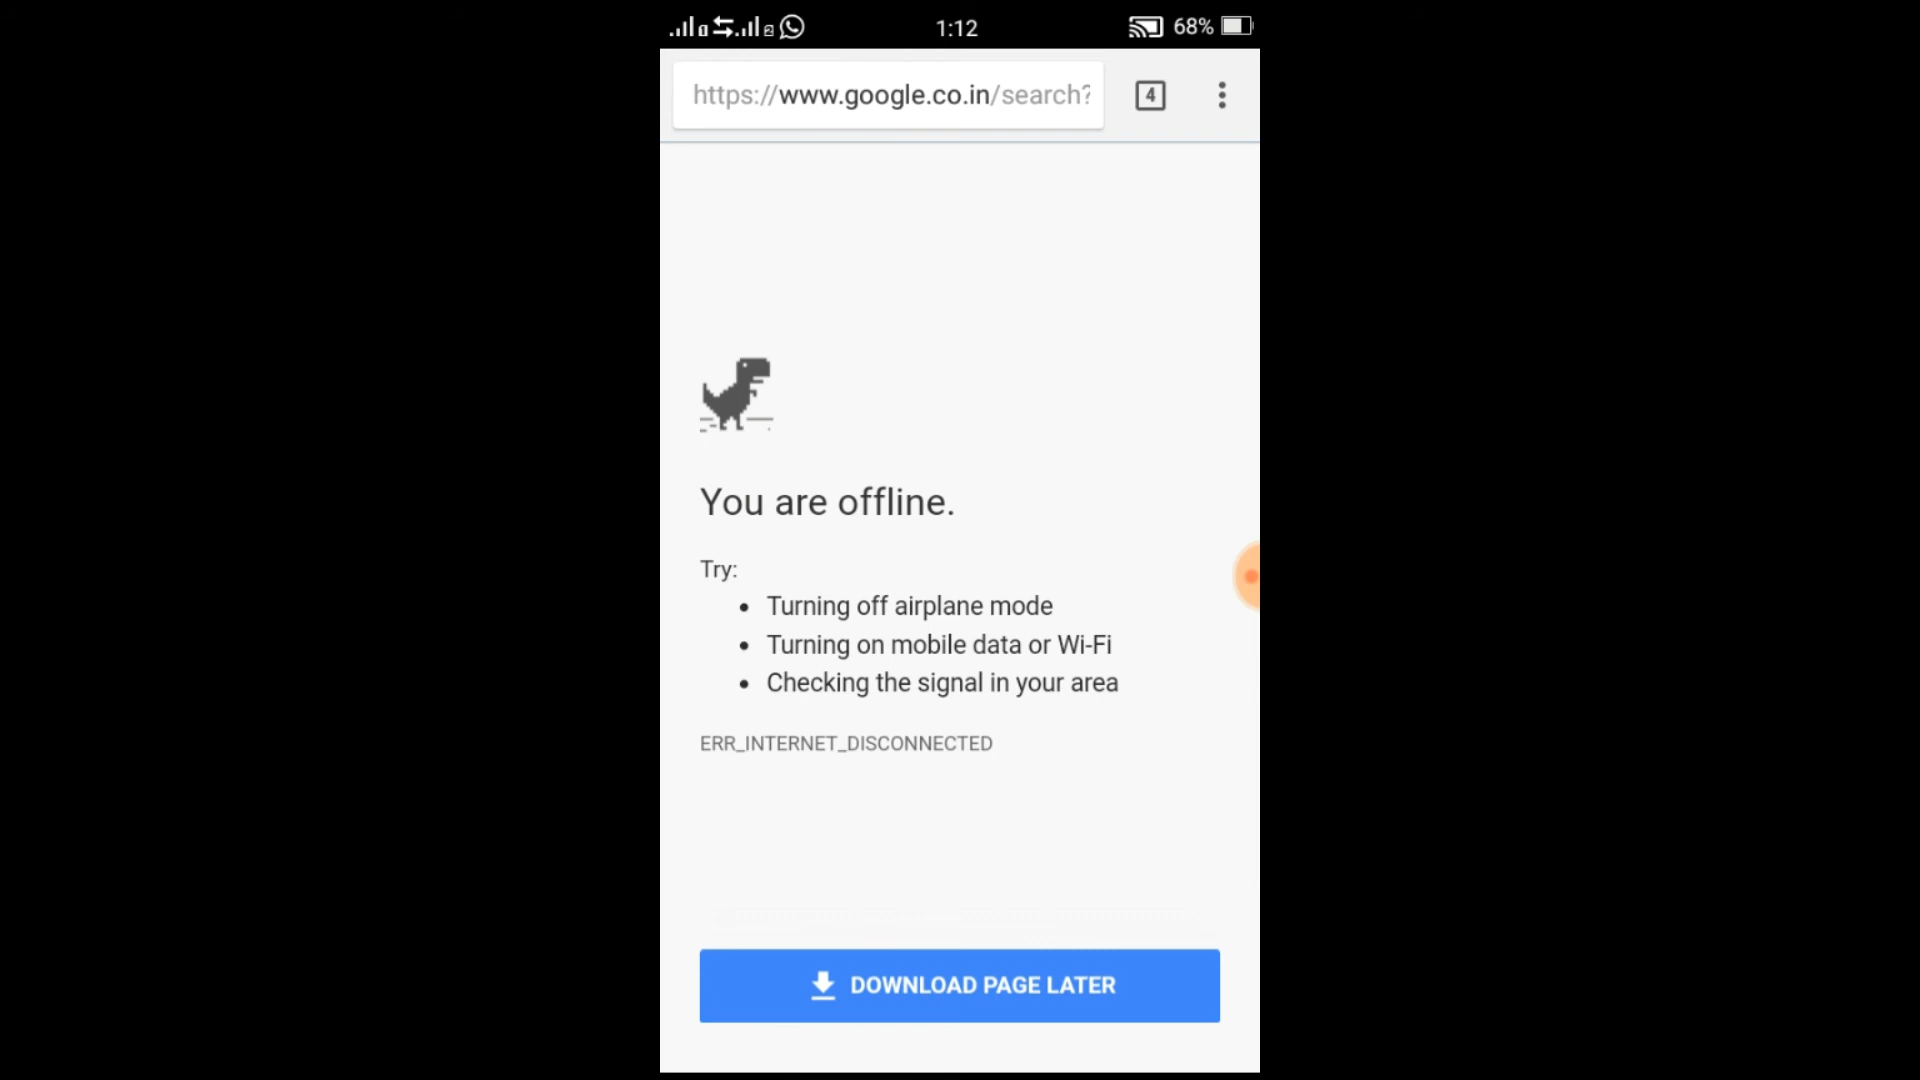 1:12
68%
https://www.google.co.in/search?
4
You are offline.
Try:
• Turning off airplane mode
• Turning on mobile data or Wi-Fi
• Checking the signal in your area
ERR_INTERNET_DISCONNECTED
DOWNLOAD PAGE LATER